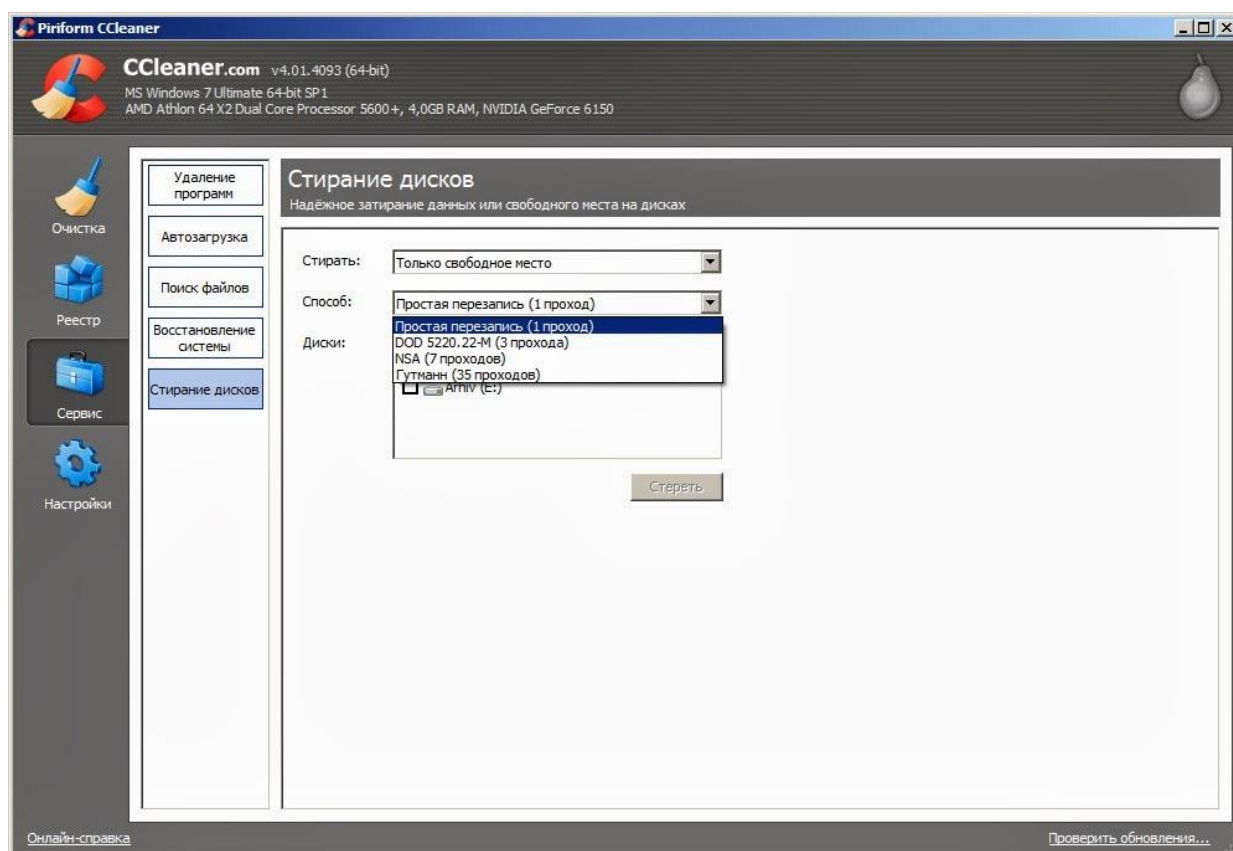 Piriform CCleaner
CCleaner.com v4.01.4093 (64-bit)
MS Windows 7 Ultimate 64-bit SP1
AMD Athlon 64 X2 Dual Core Processor 5600+, 4,0GB RAM, NVIDIA GeForce 6150
Очистка
Реестр
Сервис
Настройки
Удаление
программ
Автозагрузка
Поиск файлов
Восстановление
системы
Стирание дисков
Стирание дисков
Надёжное затирание данных или свободного места на дисках
Стирать: Только свободное место
Способ: Простая перезапись (1 проход)
Простая перезапись (1 проход)
Диски: DOD 5220.22-M (3 прохода)
NSA (7 проходов)
Гутманн (35 проходов)
Arhiv (E:)
Стереть
Онлайн-справка
Проверить обновления...